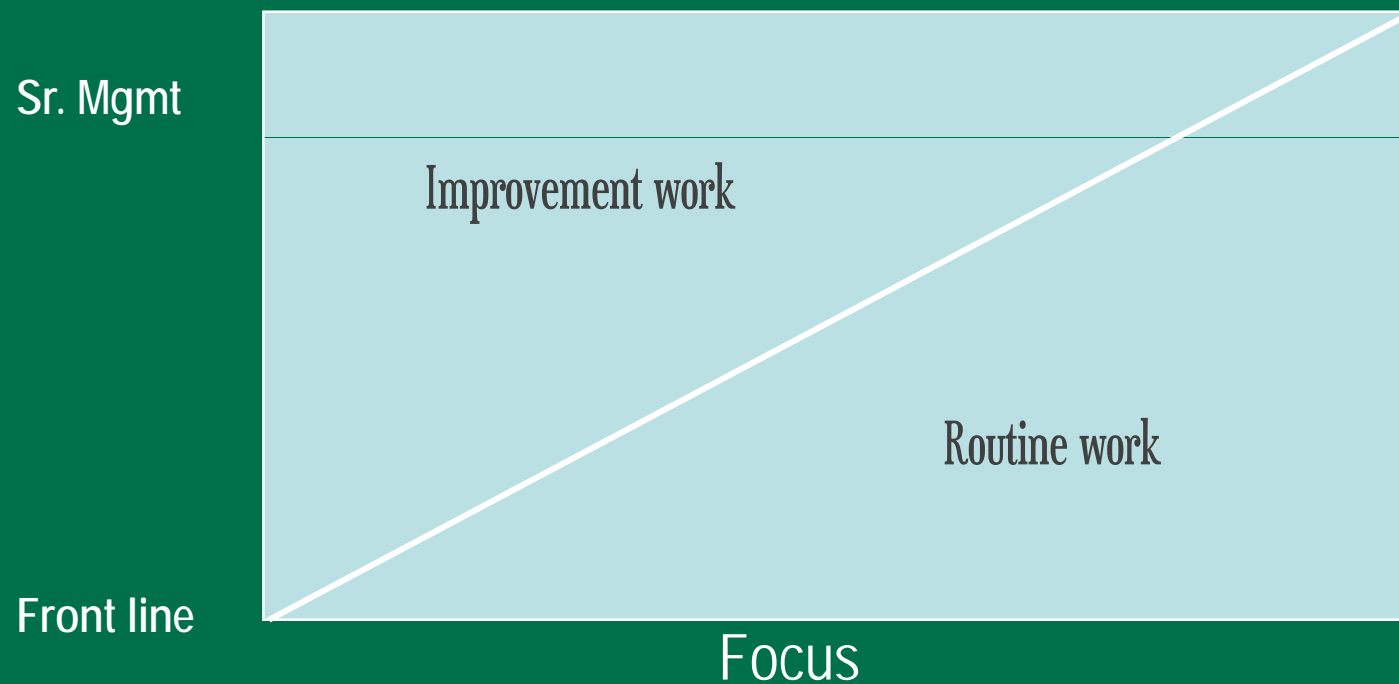 Sr. Mgmt
Improvement work
Routine work
Front line
Focus